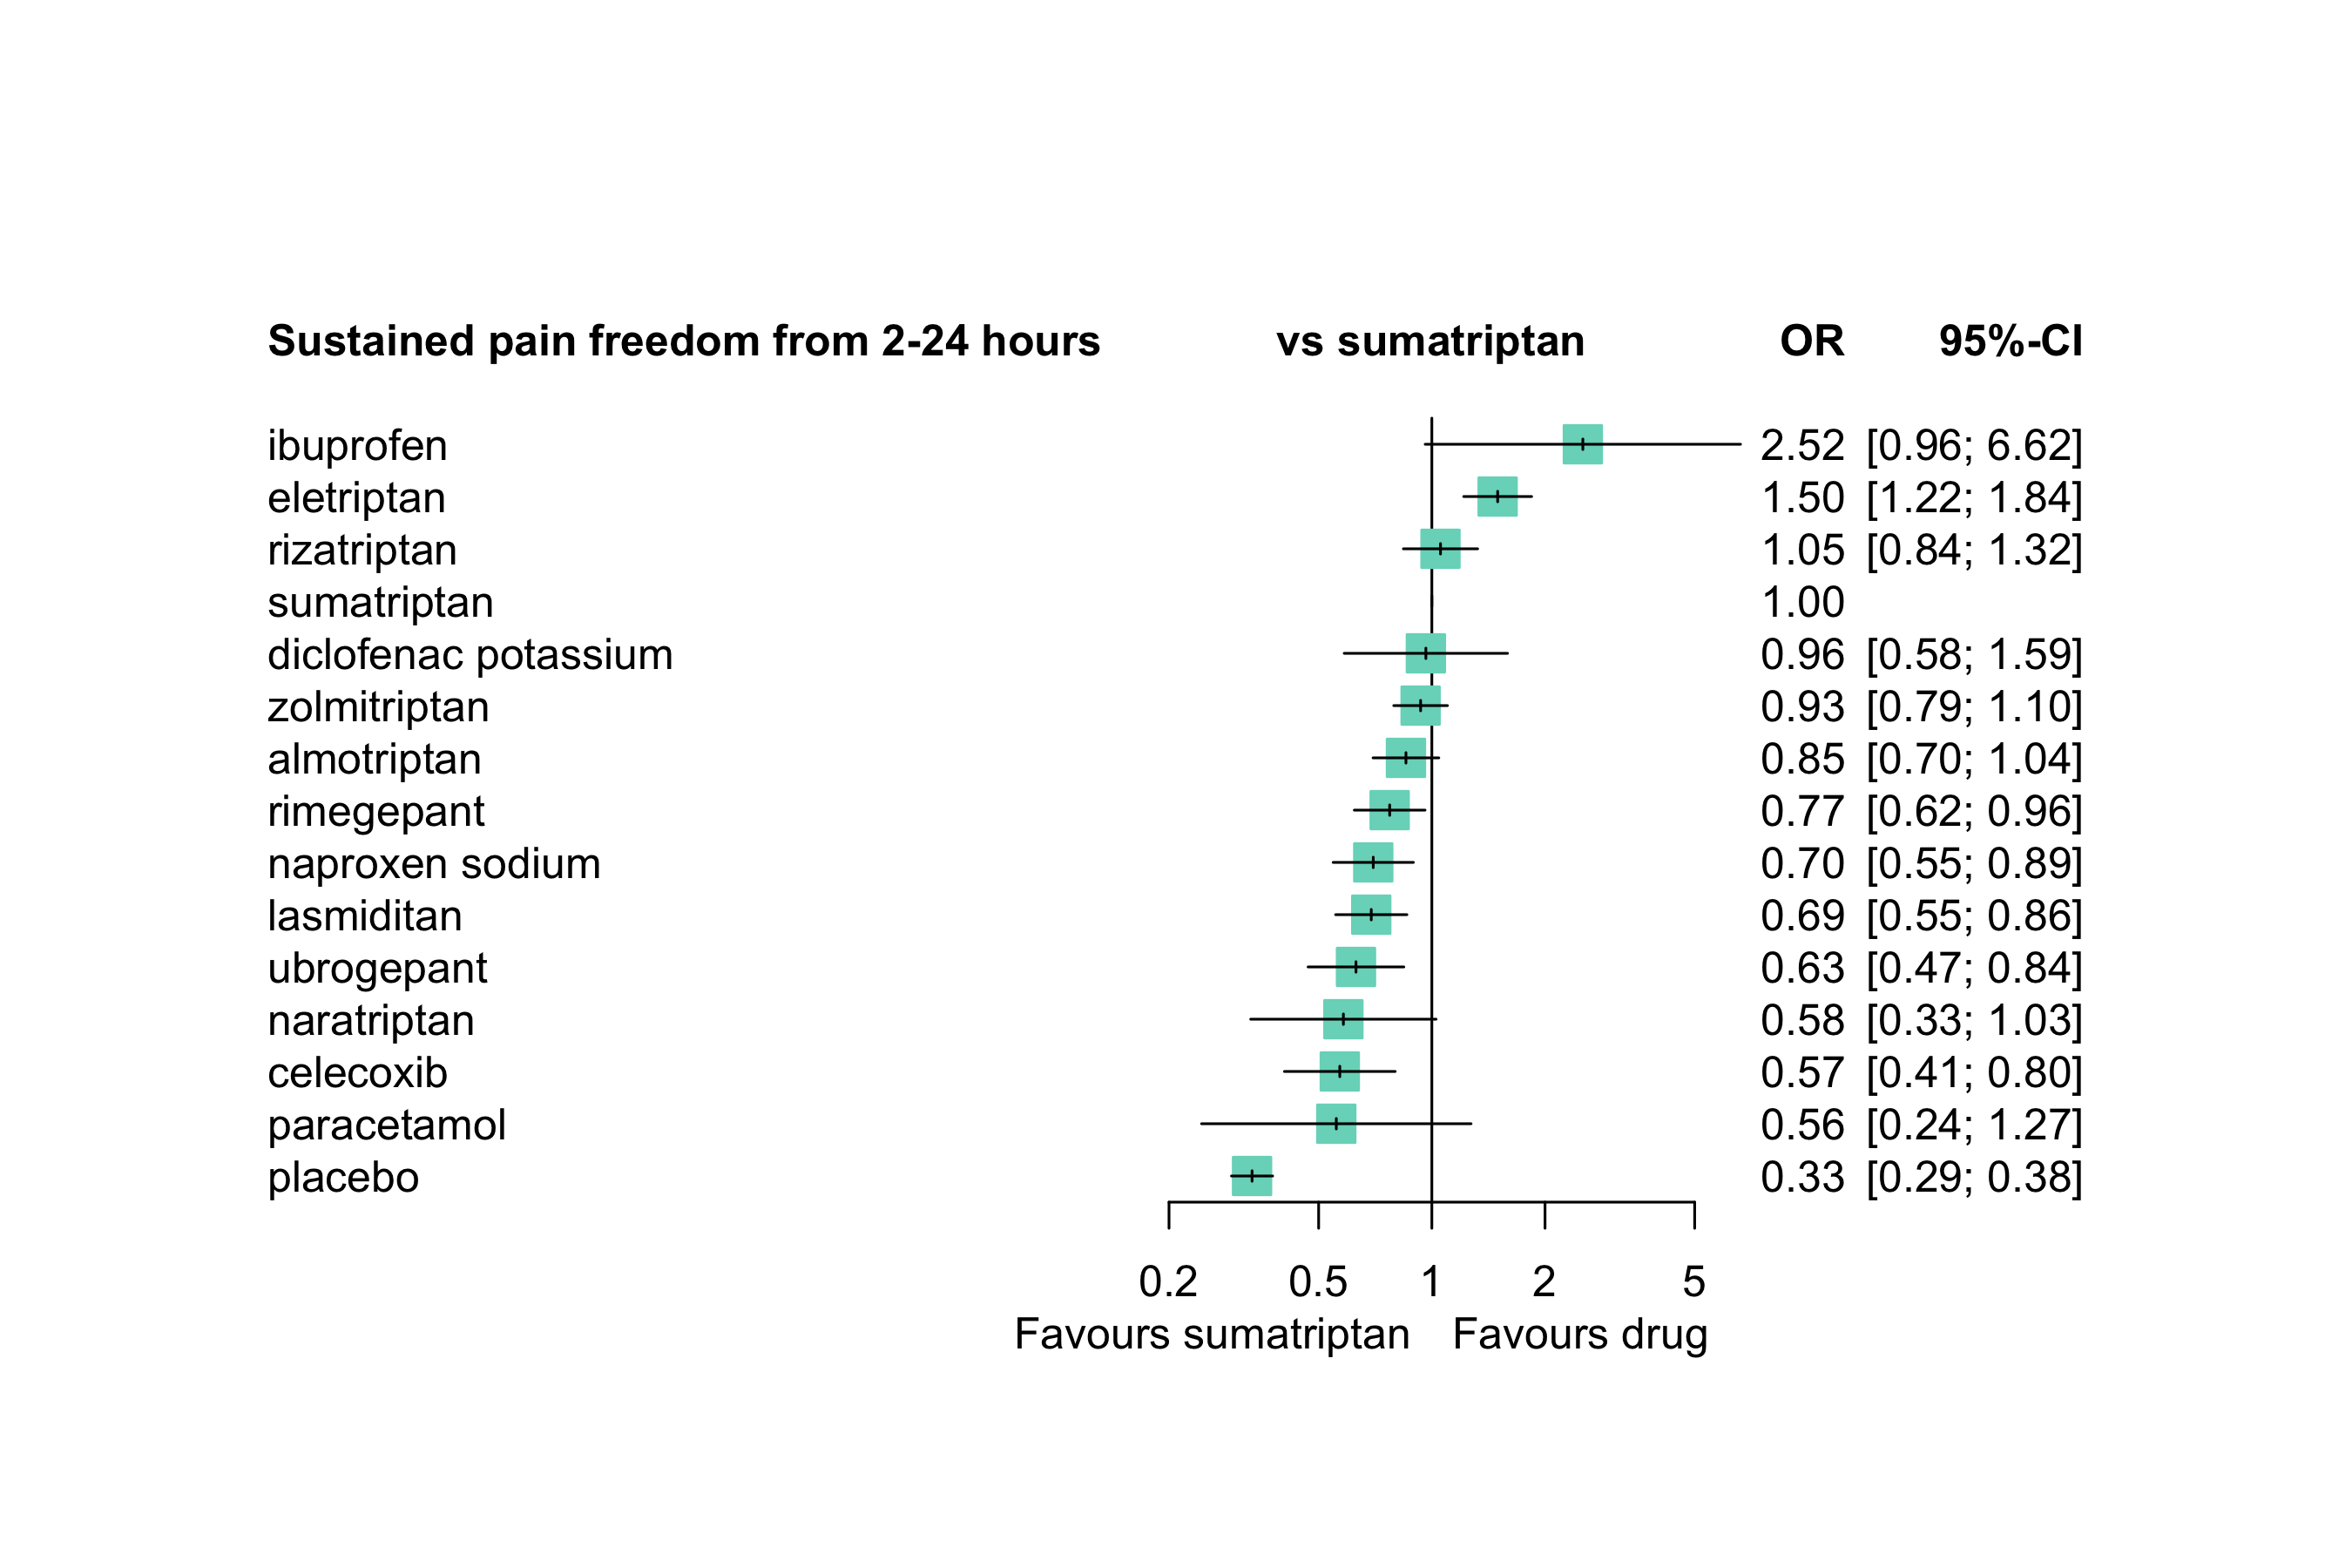 Sustained pain freedom from 2-24 hours vs sumatriptan OR 95%-CI
ibuprofen 2.52 [0.96; 6.62]
eletriptan 1.50 [1.22; 1.84]
rizatriptan 1.05 [0.84; 1.32]
sumatriptan 1.00
diclofenac potassium 0.96 [0.58; 1.59]
zolmitriptan 0.93 [0.79; 1.10]
almotriptan 0.85 [0.70; 1.04]
rimegepant 0.77 [0.62; 0.96]
naproxen sodium 0.70 [0.55; 0.89]
lasmiditan 0.69 [0.55; 0.86]
ubrogepant 0.63 [0.47; 0.84]
naratriptan 0.58 [0.33; 1.03]
celecoxib 0.57 [0.41; 0.80]
paracetamol 0.56 [0.24; 1.27]
placebo 0.33 [0.29; 0.38]
0.2 0.5 1 2 5
Favours sumatriptan Favours drug